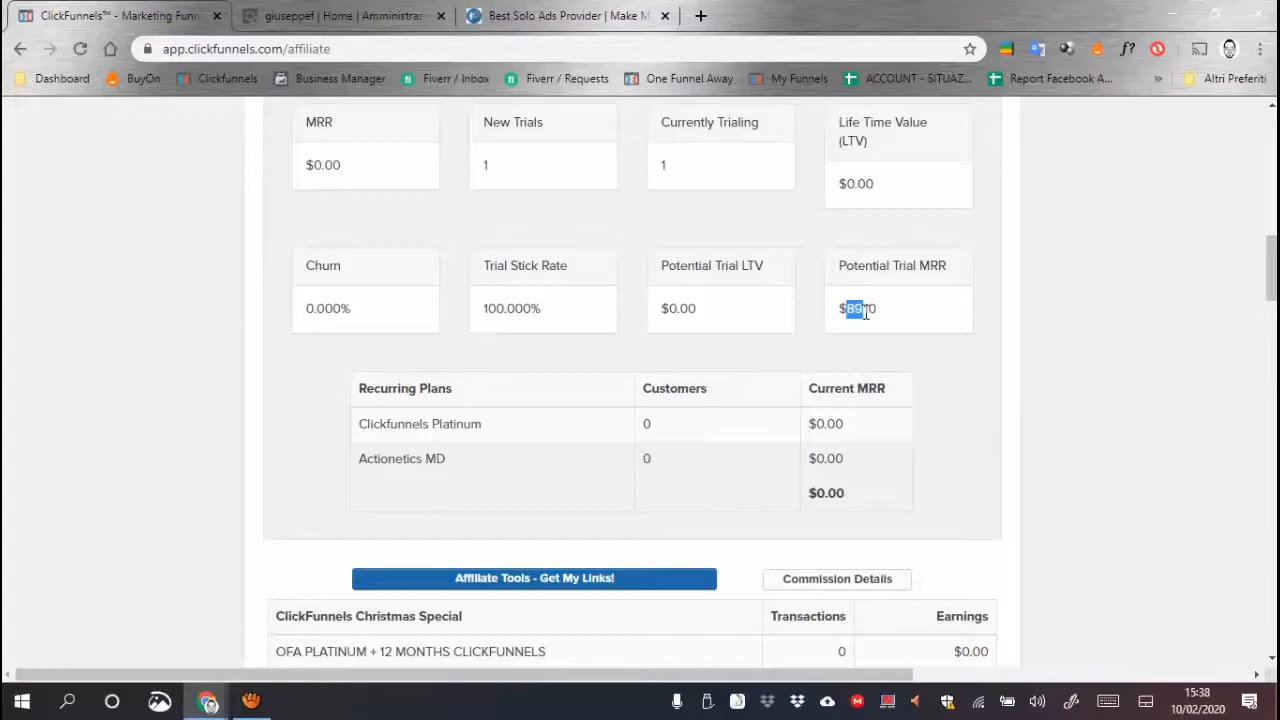 ClickFunnels™ - Marketing Funn
giuseppef | Home | Amministraz
Best Solo Ads Provider | Make M
app.clickfunnels.com/affiliate
Dashboard
BuyOn
Clickfunnels
Business Manager
Fiverr / Inbox
Fiverr / Requests
One Funnel Away
My Funnels
ACCOUNT - SITUAZ...
Report Facebook A...
Altri Preferiti
MRR
New Trials
Currently Trialing
Life Time Value
(LTV)
$0.00
1
1
$0.00
Churn
Trial Stick Rate
Potential Trial LTV
Potential Trial MRR
0.000%
100.000%
$0.00
Recurring Plans
Customers
Current MRR
Clickfunnels Platinum
0
$0.00
Actionetics MD
0
$0.00
$0.00
Affiliate Tools - Get My Links!
Commission Details
ClickFunnels Christmas Special
Transactions
Earnings
OFA PLATINUM + 12 MONTHS CLICKFUNNELS
0
$0.00
15:38
10/02/2020